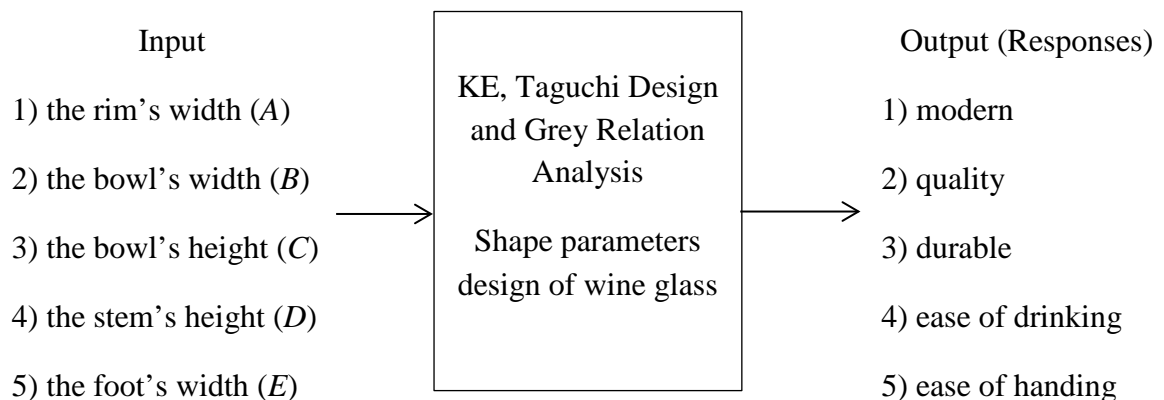 Input
1) the rim’s width (A)
2) the bowl’s width (B)
3) the bowl’s height (C)
4) the stem’s height (D)
5) the foot’s width (E)
KE, Taguchi Design
and Grey Relation
Analysis
Shape parameters
design of wine glass
Output (Responses)
1) modern
2) quality
3) durable
4) ease of drinking
5) ease of handing